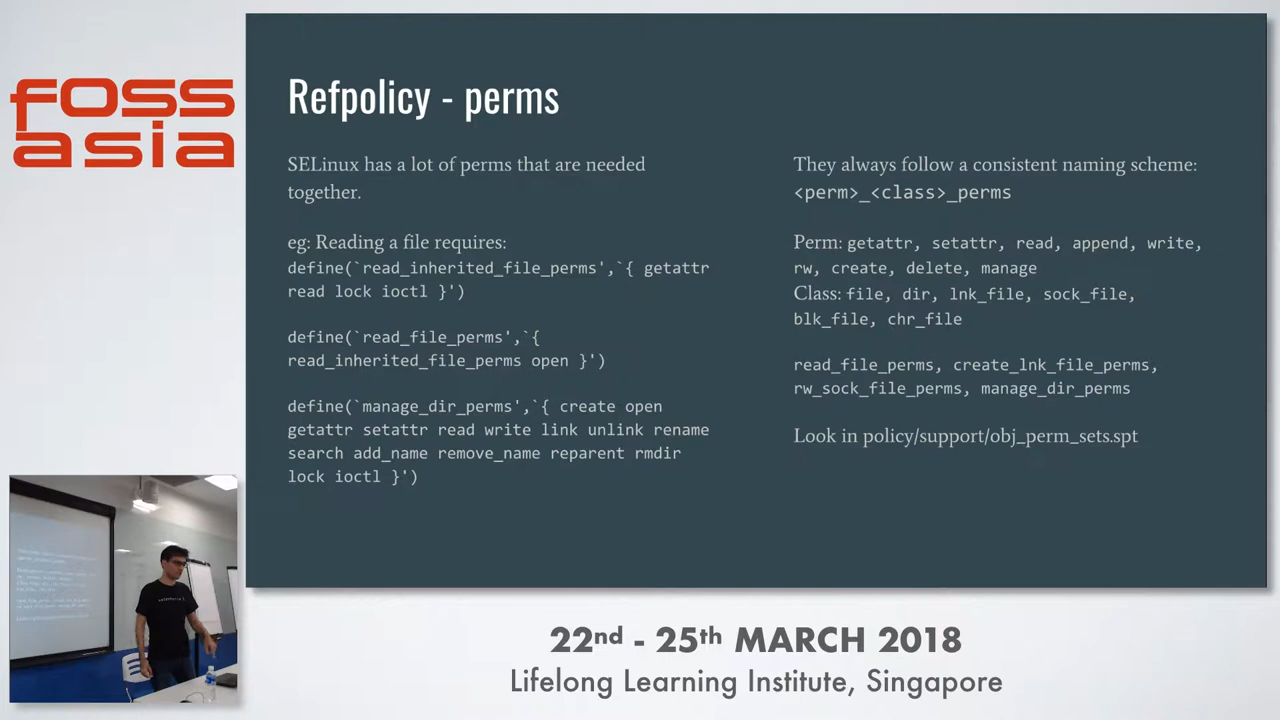 foss
asia
Refpolicy - perms
SELinux has a lot of perms that are needed
together.
eg: Reading a file requires:
define(`read_inherited_file_perms',`{ getattr
read lock ioctl }')
define(`read_file_perms',`{
read_inherited_file_perms open }')
define(`manage_dir_perms',`{ create open
getattr setattr read write link unlink rename
search add_name remove_name reparent rmdir
lock ioctl }')
They always follow a consistent naming scheme:
<perm>_<class>_perms
Perm: getattr, setattr, read, append, write,
rw, create, delete, manage
Class: file, dir, lnk_file, sock_file,
blk_file, chr_file
read_file_perms, create_lnk_file_perms,
rw_sock_file_perms, manage_dir_perms
Look in policy/support/obj_perm_sets.spt
22nd - 25th MARCH 2018
Lifelong Learning Institute, Singapore